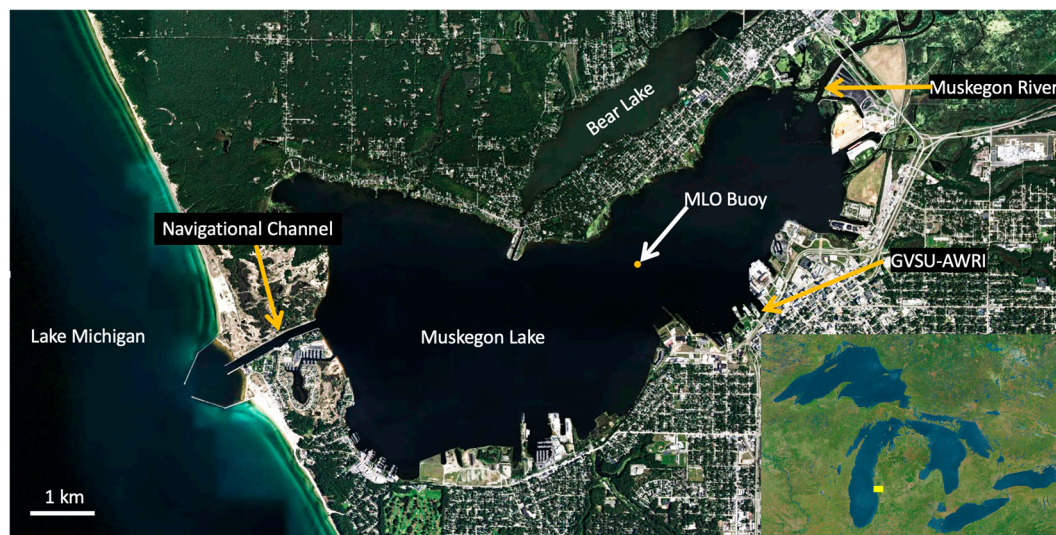 Muskegon River
Bear Lake
MLO Buoy
Navigational Channel
GVSU-AWRI
Lake Michigan
Muskegon Lake
1 km